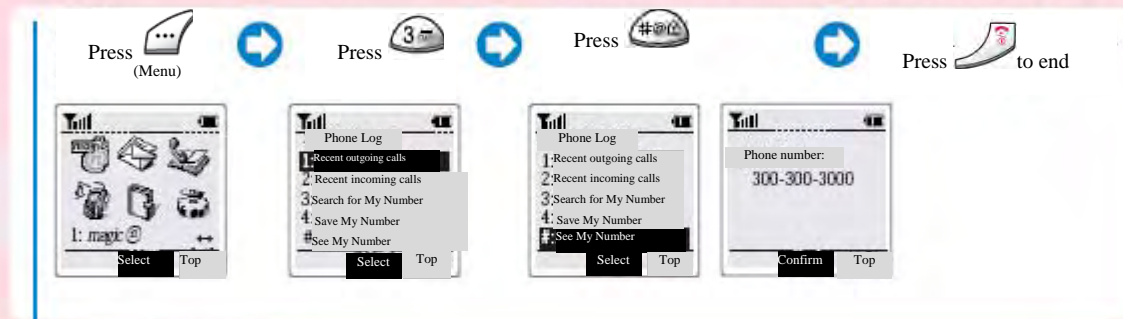 Press
(Menu)
Press 3
Press #@
Press to end
1: magic @
Select Top
Phone Log
1: Recent outgoing calls
2: Recent incoming calls
3: Search for My Number
4: Save My Number
# See My Number
Select Top
Phone Log
1: Recent outgoing calls
2: Recent incoming calls
3: Search for My Number
4: Save My Number
#: See My Number
Select Top
Phone number:
300-300-3000
Confirm Top